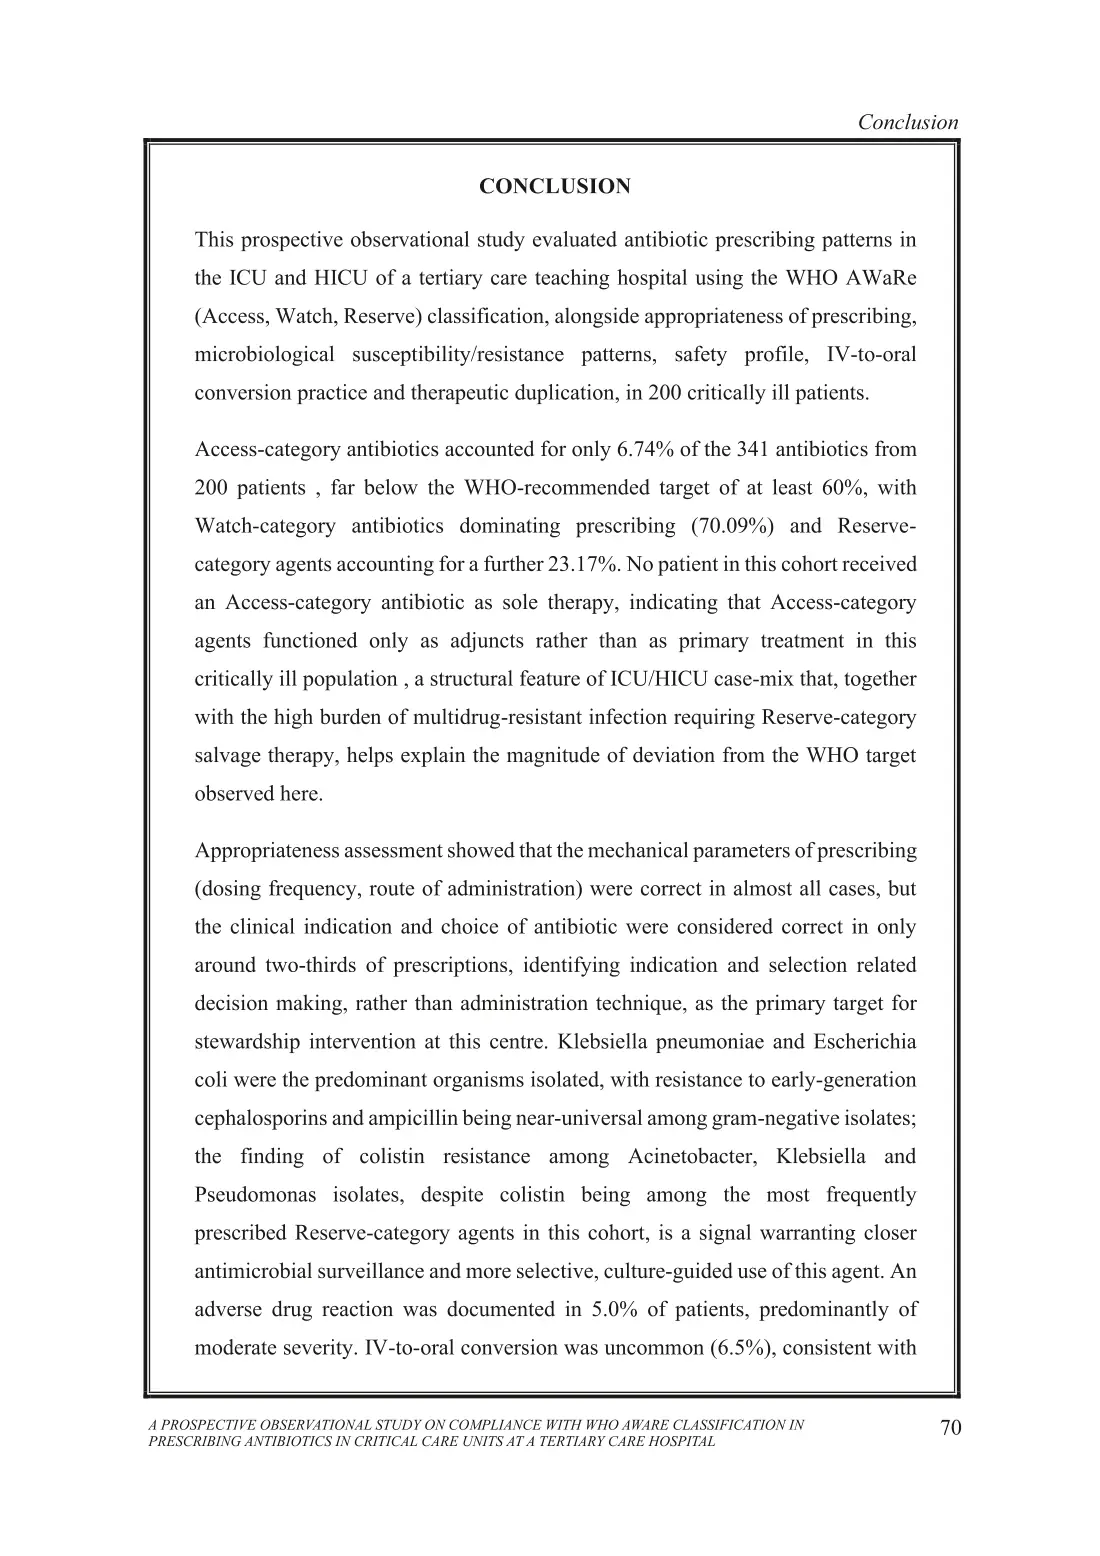 Conclusion
CONCLUSION
This prospective observational study evaluated antibiotic prescribing patterns in
the ICU and HICU of a tertiary care teaching hospital using the WHO AWaRe
(Access, Watch, Reserve) classification, alongside appropriateness of prescribing,
microbiological susceptibility/resistance patterns, safety profile, IV-to-oral
conversion practice and therapeutic duplication, in 200 critically ill patients.
Access-category antibiotics accounted for only 6.74% of the 341 antibiotics from
200 patients , far below the WHO-recommended target of at least 60%, with
Watch-category antibiotics dominating prescribing (70.09%) and Reserve-
category agents accounting for a further 23.17%. No patient in this cohort received
an Access-category antibiotic as sole therapy, indicating that Access-category
agents functioned only as adjuncts rather than as primary treatment in this
critically ill population , a structural feature of ICU/HICU case-mix that, together
with the high burden of multidrug-resistant infection requiring Reserve-category
salvage therapy, helps explain the magnitude of deviation from the WHO target
observed here.
Appropriateness assessment showed that the mechanical parameters of prescribing
(dosing frequency, route of administration) were correct in almost all cases, but
the clinical indication and choice of antibiotic were considered correct in only
around two-thirds of prescriptions, identifying indication and selection related
decision making, rather than administration technique, as the primary target for
stewardship intervention at this centre. Klebsiella pneumoniae and Escherichia
coli were the predominant organisms isolated, with resistance to early-generation
cephalosporins and ampicillin being near-universal among gram-negative isolates;
the finding of colistin resistance among Acinetobacter, Klebsiella and
Pseudomonas isolates, despite colistin being among the most frequently
prescribed Reserve-category agents in this cohort, is a signal warranting closer
antimicrobial surveillance and more selective, culture-guided use of this agent. An
adverse drug reaction was documented in 5.0% of patients, predominantly of
moderate severity. IV-to-oral conversion was uncommon (6.5%), consistent with
A PROSPECTIVE OBSERVATIONAL STUDY ON COMPLIANCE WITH WHO AWARE CLASSIFICATION IN
PRESCRIBING ANTIBIOTICS IN CRITICAL CARE UNITS AT A TERTIARY CARE HOSPITAL
70